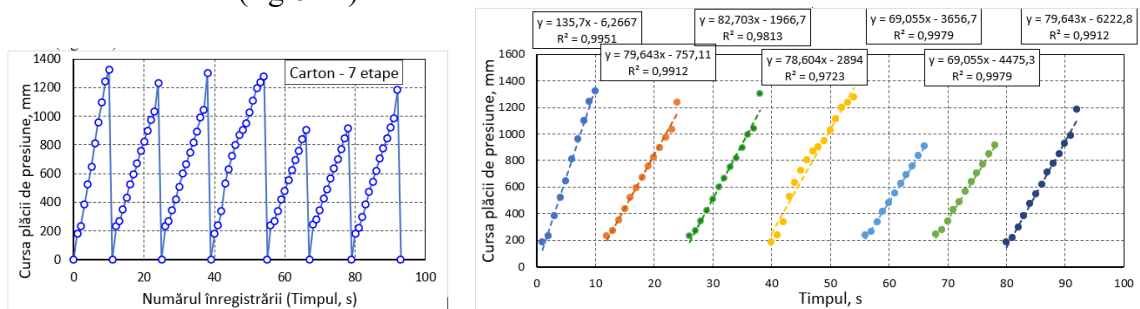 Carton - 7 etape
Cursa plăcii de presiune, mm
1400
1200
1000
800
600
400
200
0
0 20 40 60 80 100
Numărul înregistrării (Timpul, s)
y = 135,7x - 6,2667
R² = 0,9951
y = 82,703x - 1966,7
R² = 0,9813
y = 69,055x - 3656,7
R² = 0,9979
y = 79,643x - 6222,8
R² = 0,9912
y = 79,643x - 757,11
R² = 0,9912
y = 78,604x - 2894
R² = 0,9723
y = 69,055x - 4475,3
R² = 0,9979
Cursa plăcii de presiune, mm
1600
1400
1200
1000
800
600
400
200
0
0 10 20 30 40 50 60 70 80 90 100
Timpul, s